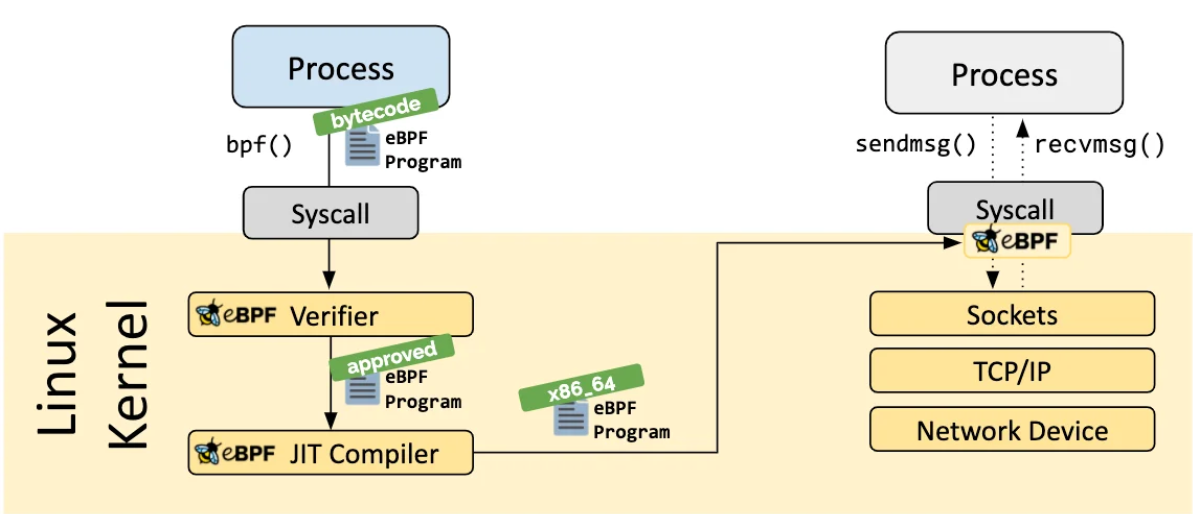 Process
bytecode
bpf()
eBPF
Program
Syscall
eBPF Verifier
approved
eBPF
Program
eBPF JIT Compiler
x86_64
eBPF
Program
Linux
Kernel
Process
sendmsg()
recvmsg()
Syscall
eBPF
Sockets
TCP/IP
Network Device